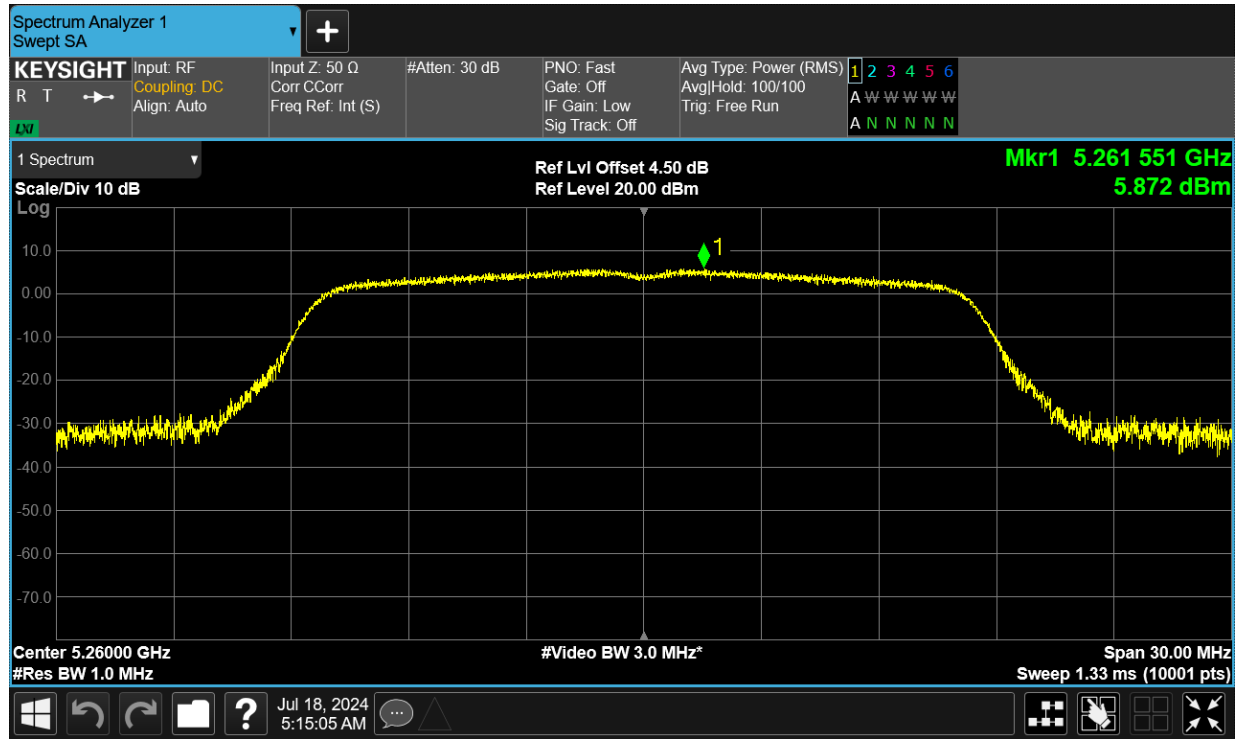 Spectrum Analyzer 1
Swept SA
KEYSIGHT
R T
LXI
Input: RF
Coupling: DC
Align: Auto
Input Z: 50 Ω
Corr CCorr
Freq Ref: Int (S)
#Atten: 30 dB
PNO: Fast
Gate: Off
IF Gain: Low
Sig Track: Off
Avg Type: Power (RMS)
Avg|Hold: 100/100
Trig: Free Run
1 2 3 4 5 6
A W W W W W
A N N N N N
1 Spectrum
Scale/Div 10 dB
Log
Ref Lvl Offset 4.50 dB
Ref Level 20.00 dBm
Mkr1 5.261 551 GHz
5.872 dBm
1
10.0
0.00
-10.0
-20.0
-30.0
-40.0
-50.0
-60.0
-70.0
Center 5.26000 GHz
#Res BW 1.0 MHz
#Video BW 3.0 MHz*
Span 30.00 MHz
Sweep 1.33 ms (10001 pts)
?
Jul 18, 2024
5:15:05 AM